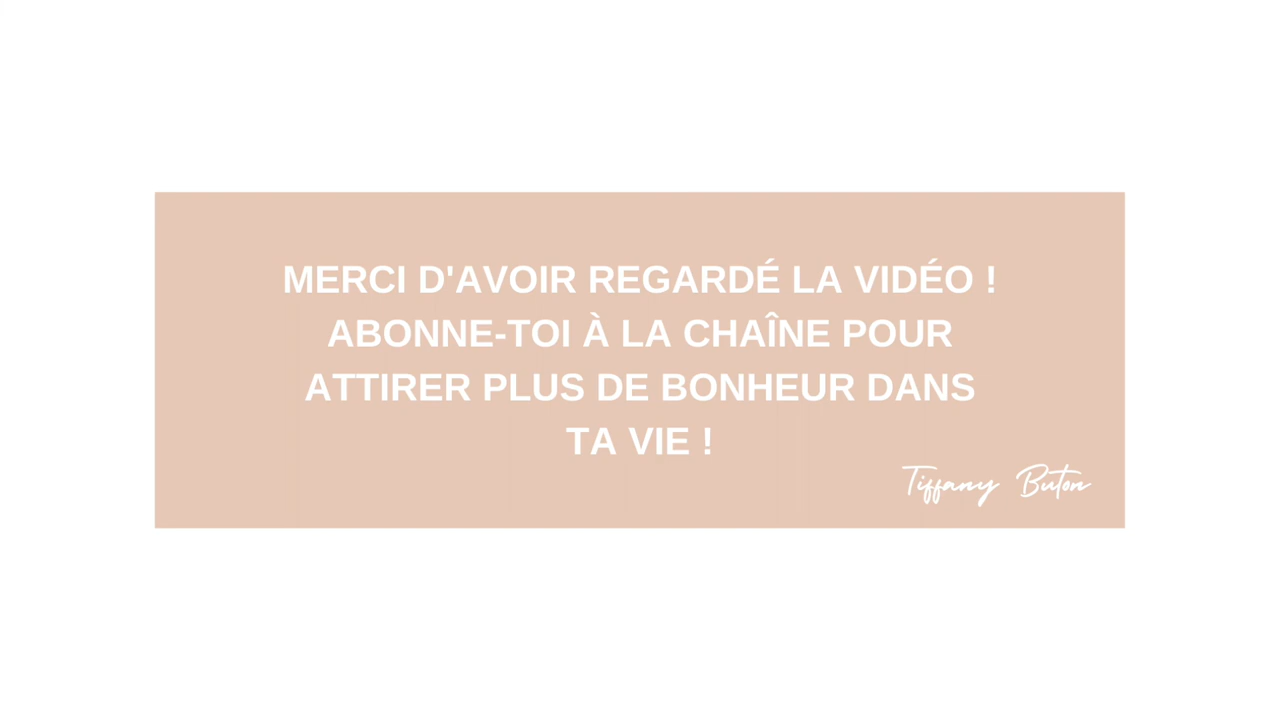 MERCI D'AVOIR REGARDÉ LA VIDÉO !
ABONNE-TOI À LA CHAÎNE POUR
ATTIRER PLUS DE BONHEUR DANS
TA VIE !
Tiffany Buton